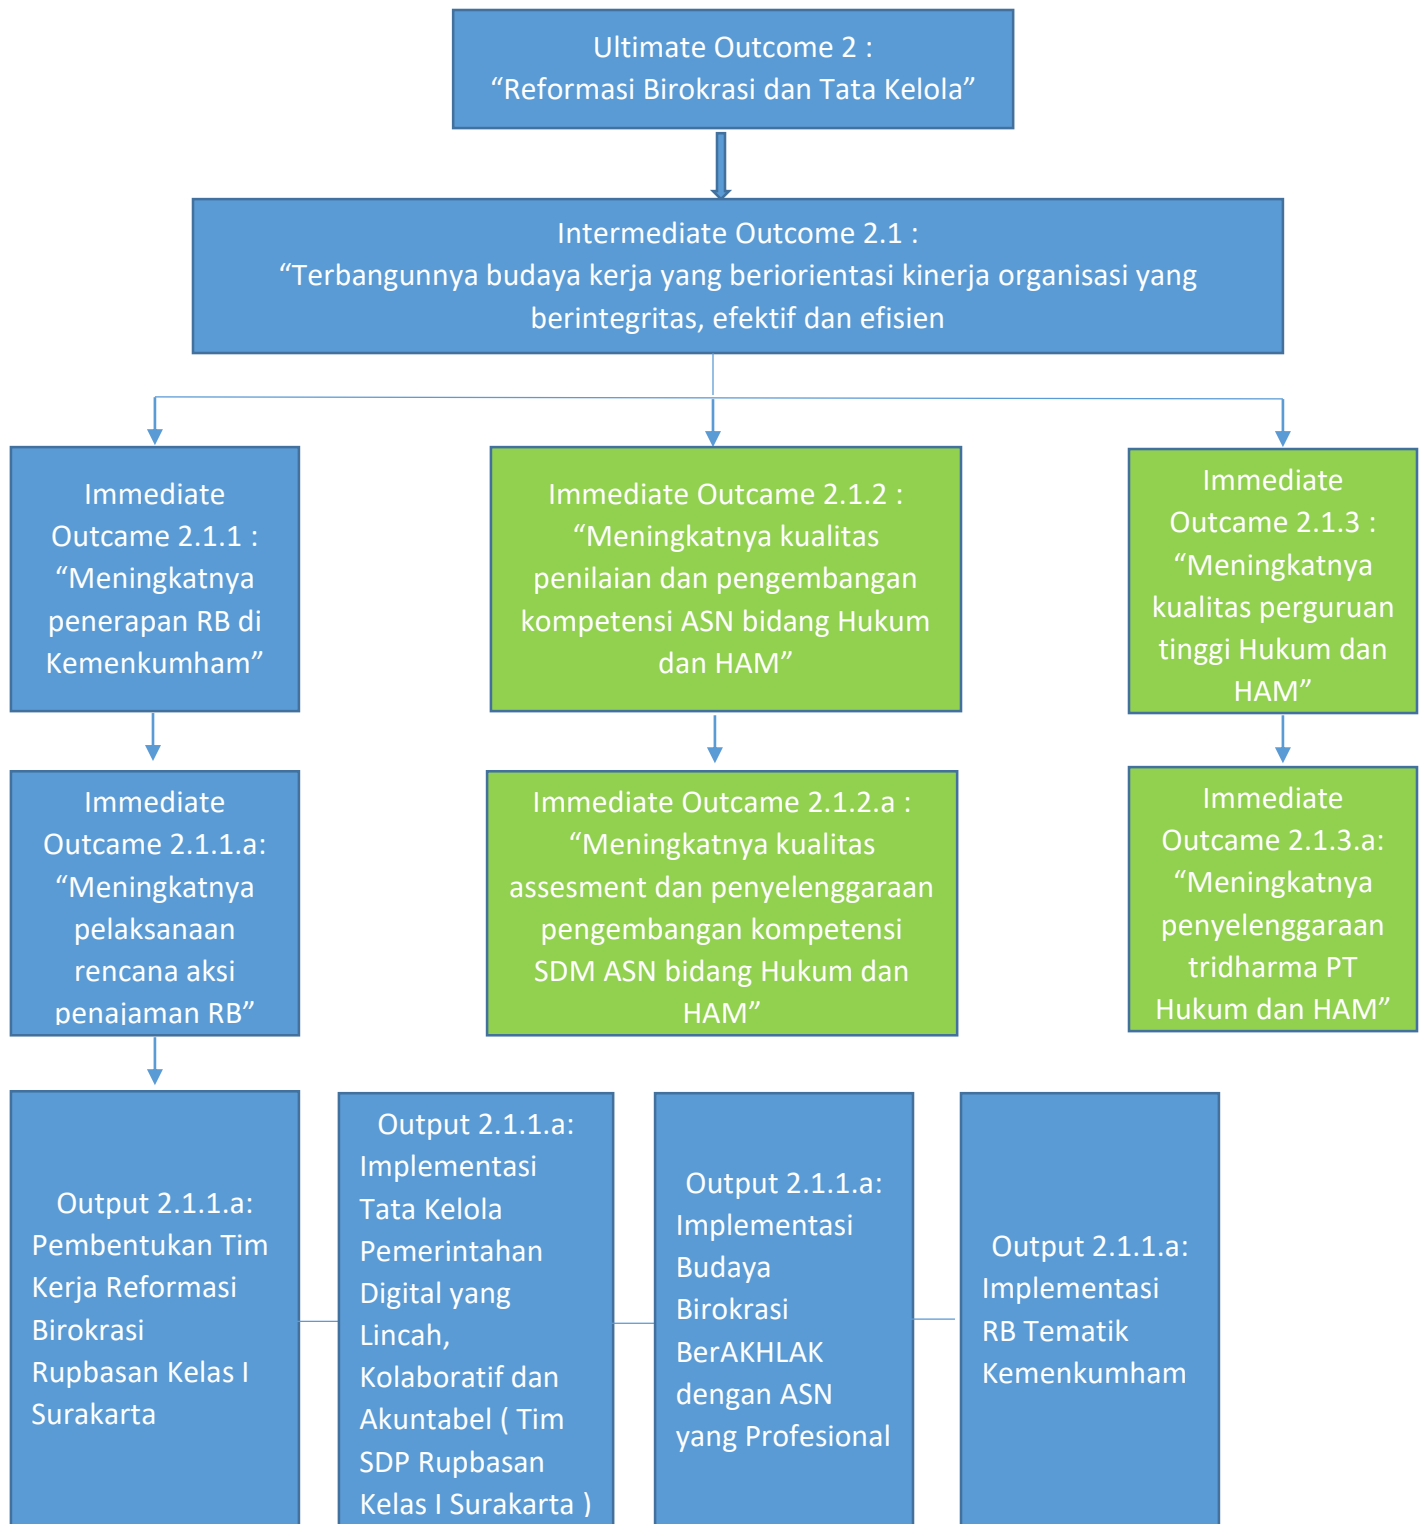 Ultimate Outcome 2 :
“Reformasi Birokrasi dan Tata Kelola”
Intermediate Outcome 2.1 :
“Terbangunnya budaya kerja yang beriorientasi kinerja organisasi yang
berintegritas, efektif dan efisien
Immediate
Outcame 2.1.1 :
“Meningkatnya
penerapan RB di
Kemenkumham”
Immediate Outcame 2.1.2 :
“Meningkatnya kualitas
penilaian dan pengembangan
kompetensi ASN bidang Hukum
dan HAM”
Immediate
Outcame 2.1.3 :
“Meningkatnya
kualitas perguruan
tinggi Hukum dan
HAM”
Immediate
Outcame 2.1.1.a:
“Meningkatnya
pelaksanaan
rencana aksi
penajaman RB”
Immediate Outcame 2.1.2.a :
“Meningkatnya kualitas
assesment dan penyelenggaraan
pengembangan kompetensi
SDM ASN bidang Hukum dan
HAM”
Immediate
Outcame 2.1.3.a:
“Meningkatnya
penyelenggaraan
tridharma PT
Hukum dan HAM”
Output 2.1.1.a:
Pembentukan Tim
Kerja Reformasi
Birokrasi
Rupbasan Kelas I
Surakarta
Output 2.1.1.a:
Implementasi
Tata Kelola
Pemerintahan
Digital yang
Lincah,
Kolaboratif dan
Akuntabel ( Tim
SDP Rupbasan
Kelas I Surakarta )
Output 2.1.1.a:
Implementasi
Budaya
Birokrasi
BerAKHLAK
dengan ASN
yang Profesional
Output 2.1.1.a:
Implementasi
RB Tematik
Kemenkumham